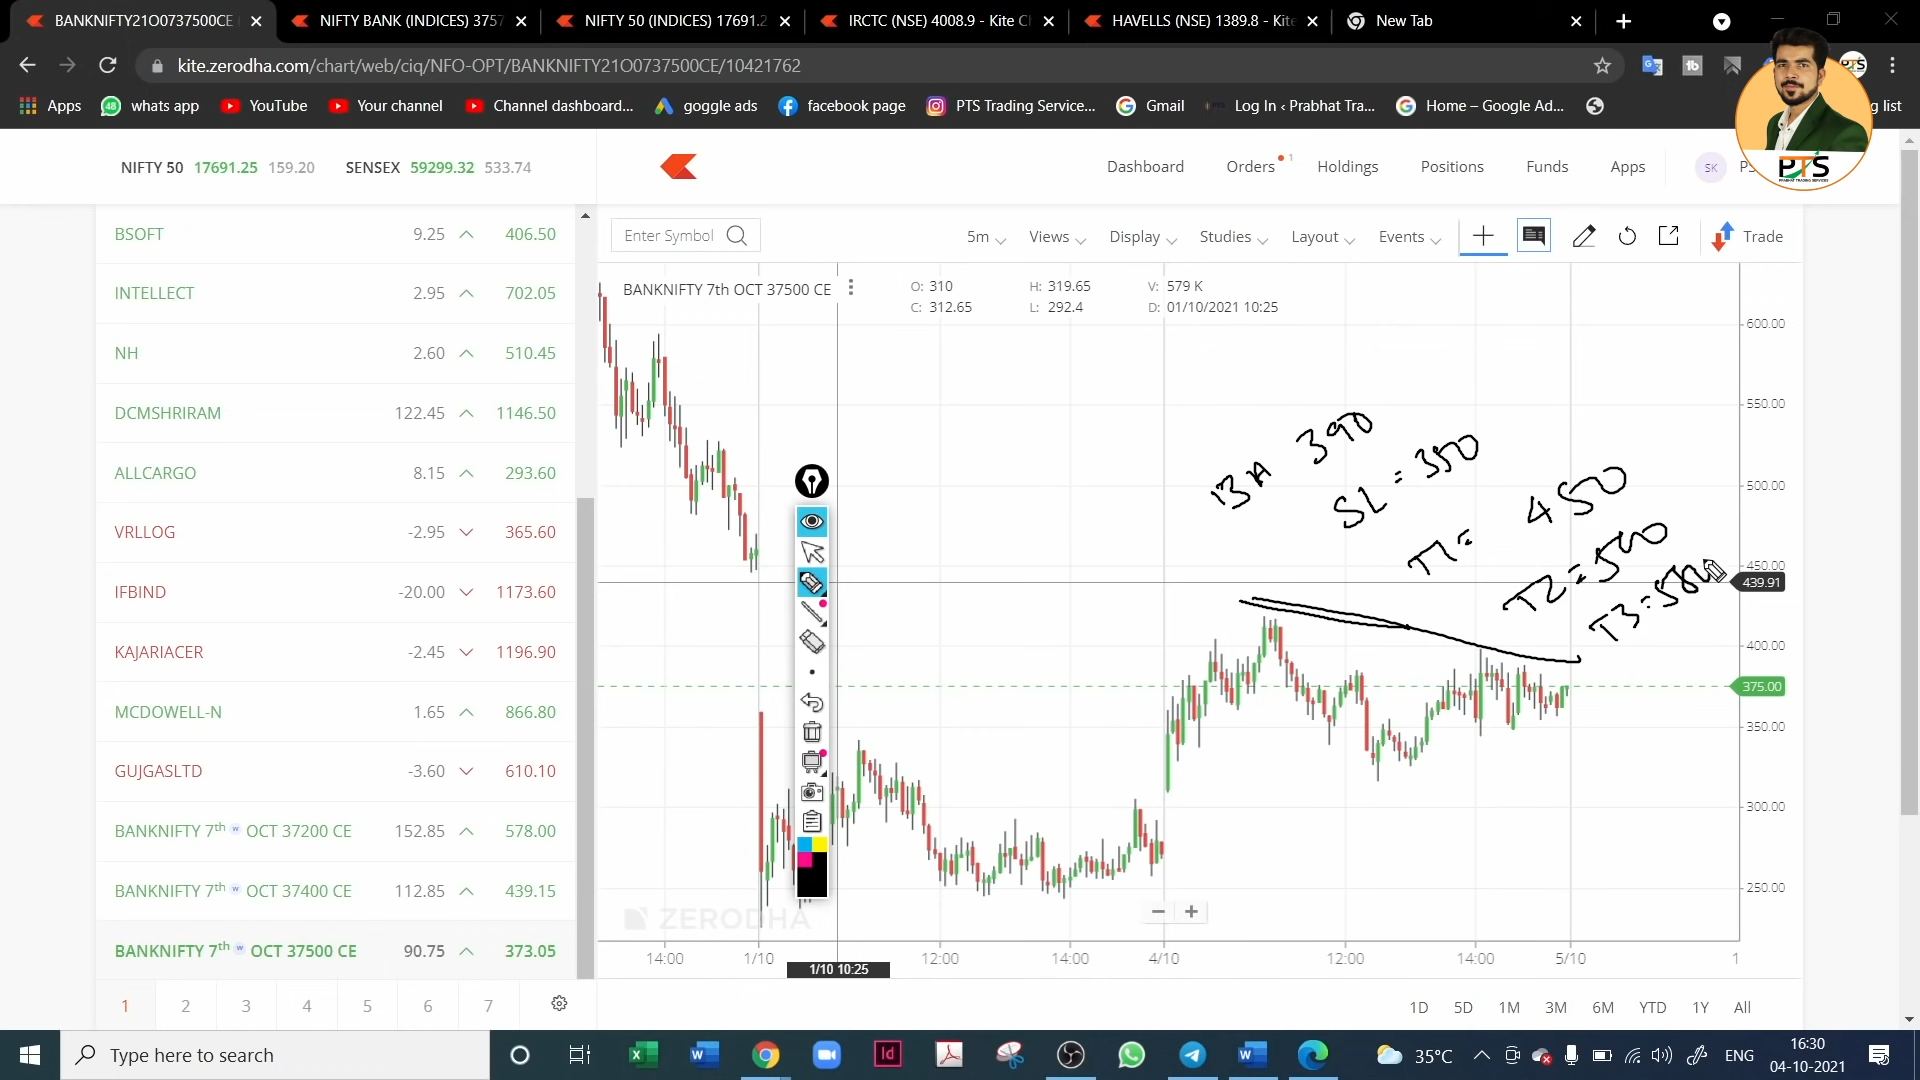 BANKNIFTY21O0737500CE
NIFTY BANK (INDICES) 3757
NIFTY 50 (INDICES) 17691.2
IRCTC (NSE) 4008.9 - Kite C
HAVELLS (NSE) 1389.8 - Kite
New Tab
kite.zerodha.com/chart/web/ciq/NFO-OPT/BANKNIFTY21O0737500CE/10421762
Apps
whats app
YouTube
Your channel
Channel dashboard...
goggle ads
facebook page
PTS Trading Service...
Gmail
Log In ‹ Prabhat Tra...
Home – Google Ad...
g list
PTS
PRABHAT TRADING SERVICES
NIFTY 50 17691.25 159.20 SENSEX 59299.32 533.74
Dashboard Orders 1 Holdings Positions Funds Apps SK
Enter Symbol 5m Views Display Studies Layout Events Trade
BSOFT 9.25 406.50
INTELLECT 2.95 702.05
NH 2.60 510.45
DCMSHRIRAM 122.45 1146.50
ALLCARGO 8.15 293.60
VRLLOG -2.95 365.60
IFBIND -20.00 1173.60
KAJARIACER -2.45 1196.90
MCDOWELL-N 1.65 866.80
GUJGASLTD -3.60 610.10
BANKNIFTY 7th w OCT 37200 CE 152.85 578.00
BANKNIFTY 7th w OCT 37400 CE 112.85 439.15
BANKNIFTY 7th w OCT 37500 CE 90.75 373.05
1 2 3 4 5 6 7
BANKNIFTY 7th OCT 37500 CE
O: 310 H: 319.65 V: 579 K
C: 312.65 L: 292.4 D: 01/10/2021 10:25
BA 390
SL = 350
T1 = 450
T2 = 500
600.00
550.00
500.00
450.00
439.91
400.00
375.00
350.00
300.00
250.00
ZERODHA
14:00 1/10 12:00 14:00 4/10 12:00 14:00 5/10 1
1/10 10:25
1D 5D 1M 3M 6M YTD 1Y All
Type here to search
35°C
ENG
16:30
04-10-2021